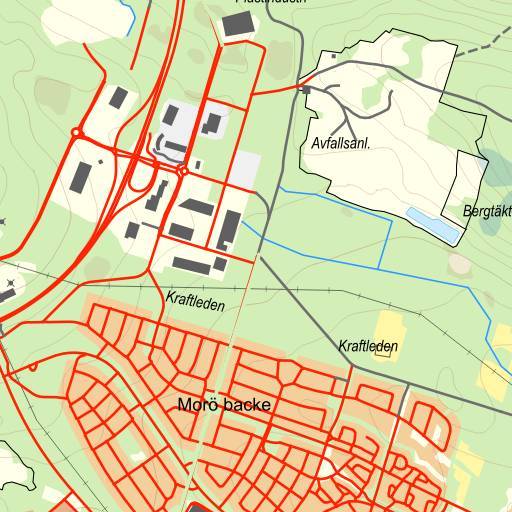 Avfallsanl.
Bergtäkt
Kraftleden
Kraftleden
Morö backe